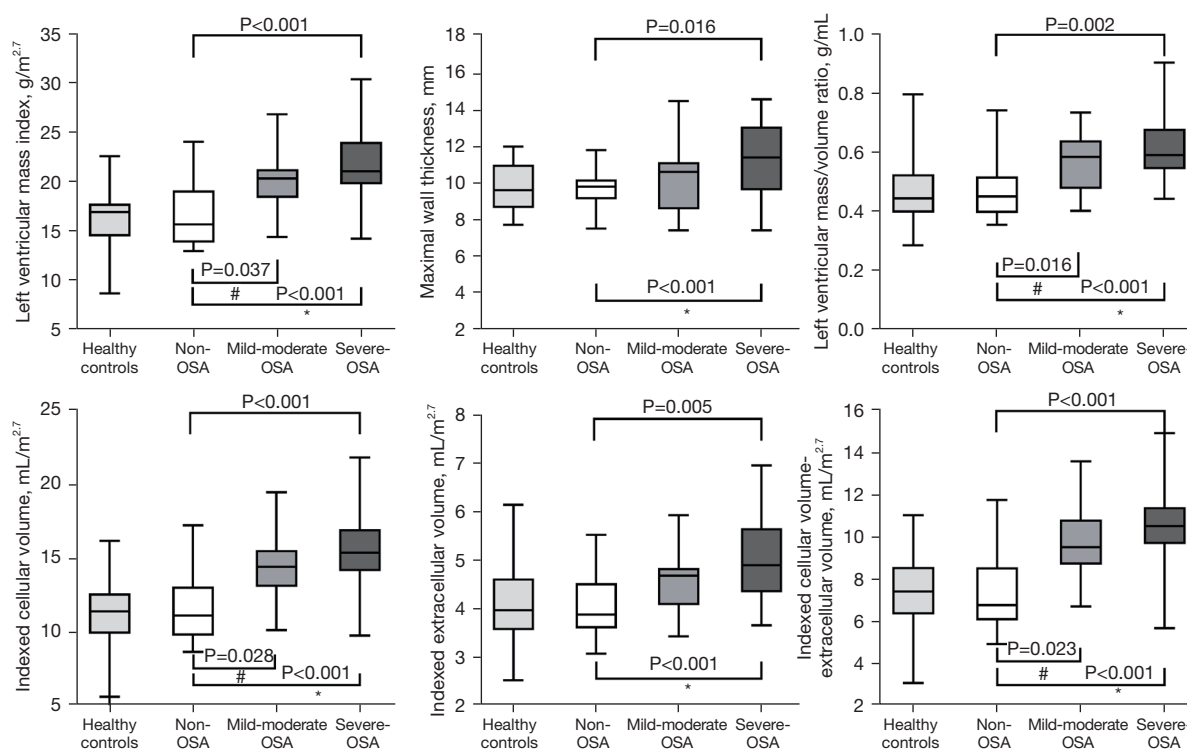 Left ventricular mass index, g/m2.7
35
30
25
20
15
10
5
P<0.001
P=0.037
#
P<0.001
*
Healthy controls
Non-OSA
Mild-moderate OSA
Severe-OSA
Maximal wall thickness, mm
18
16
14
12
10
8
6
4
2
P=0.016
P<0.001
*
Healthy controls
Non-OSA
Mild-moderate OSA
Severe-OSA
Left ventricular mass/volume ratio, g/mL
1.0
0.8
0.6
0.4
0.2
0.0
P=0.002
P=0.016
#
P<0.001
*
Healthy controls
Non-OSA
Mild-moderate OSA
Severe-OSA
Indexed cellular volume, mL/m2.7
25
20
15
10
5
P<0.001
P=0.028
#
P<0.001
*
Healthy controls
Non-OSA
Mild-moderate OSA
Severe-OSA
Indexed extracellular volume, mL/m2.7
8
7
6
5
4
3
2
P=0.005
P<0.001
*
Healthy controls
Non-OSA
Mild-moderate OSA
Severe-OSA
Indexed cellular volume-
extracellular volume, mL/m2.7
16
14
12
10
8
6
4
2
P<0.001
P=0.023
#
P<0.001
*
Healthy controls
Non-OSA
Mild-moderate OSA
Severe-OSA